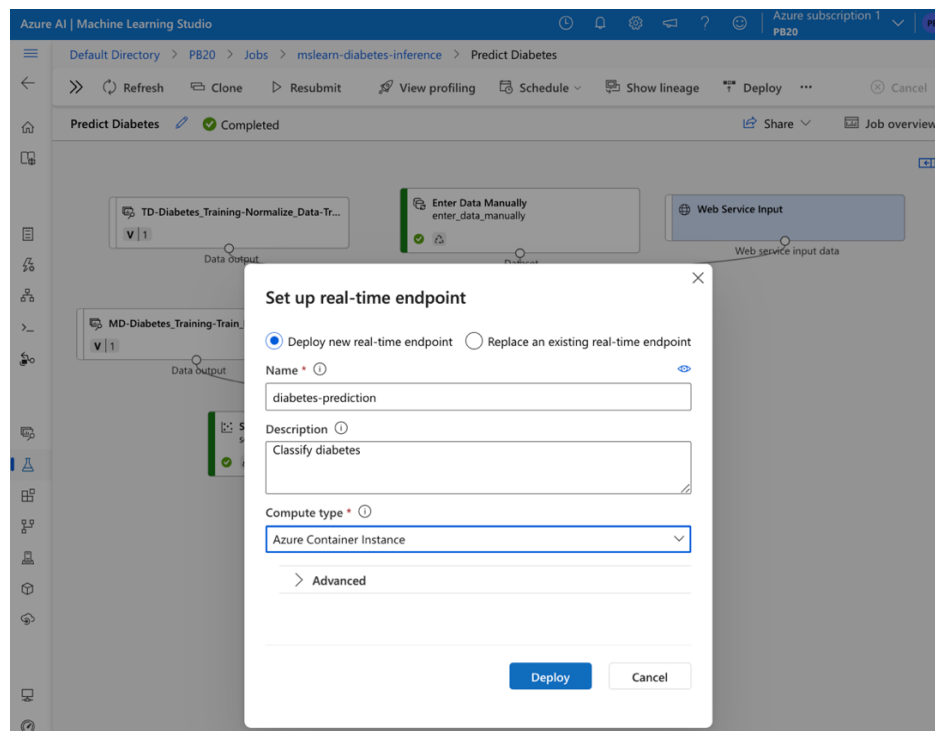 Azure AI | Machine Learning Studio
Azure subscription 1
PB20
Default Directory > PB20 > Jobs > mslearn-diabetes-inference > Predict Diabetes
Refresh Clone Resubmit View profiling Schedule Show lineage Deploy ··· Cancel
Predict Diabetes Completed Share Job overview
TD-Diabetes_Training-Normalize_Data-Tr...
V | 1
Data output
Enter Data Manually
enter_data_manually
Dataset
Web Service Input
Web service input data
MD-Diabetes_Training-Train_
V | 1
Data output
Set up real-time endpoint
Deploy new real-time endpoint Replace an existing real-time endpoint
Name *
diabetes-prediction
Description
Classify diabetes
Compute type *
Azure Container Instance
Advanced
Deploy Cancel